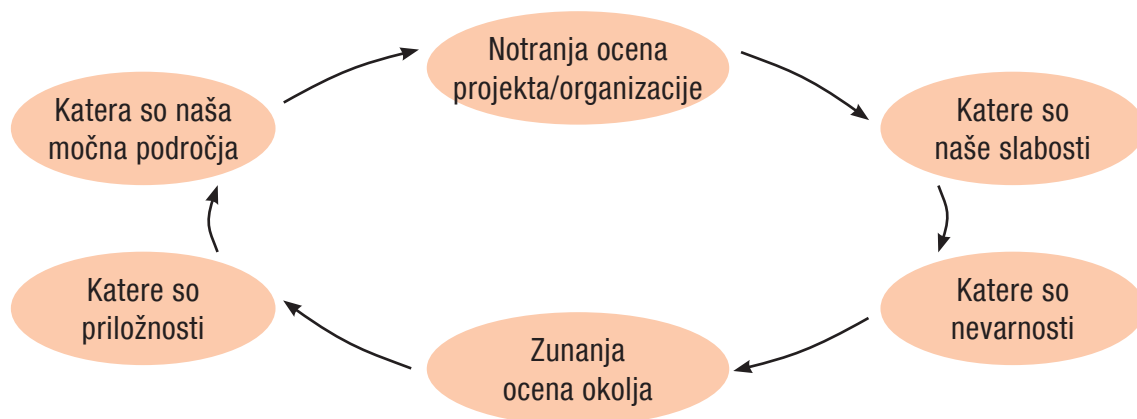 Notranja ocena
projekta/organizacije
Katere so
naše slabosti
Katere so
nevarnosti
Zunanja
ocena okolja
Katere so
priložnosti
Katera so naša
močna področja